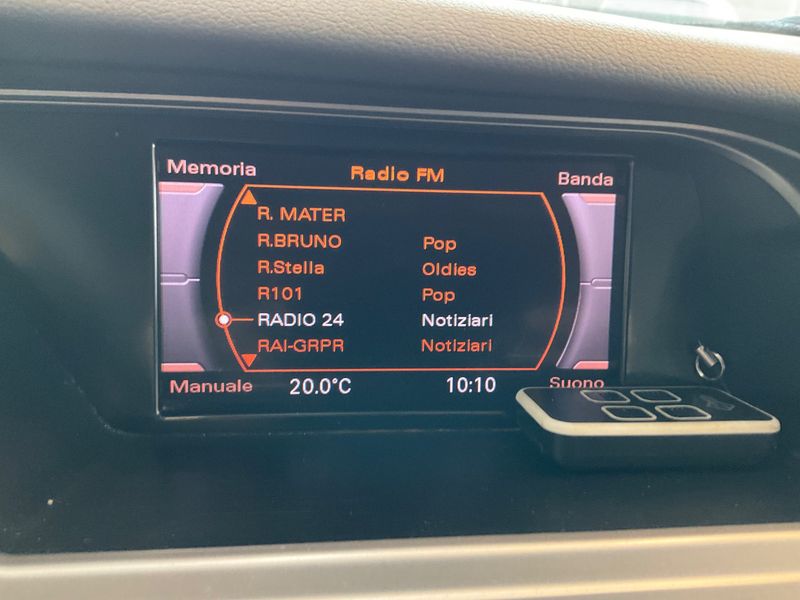 Memoria Radio FM Banda
R. MATER
R.BRUNO Pop
R.Stella Oldies
R101 Pop
RADIO 24 Notiziari
RAI-GRPR Notiziari
Manuale 20.0°C 10:10 Suono